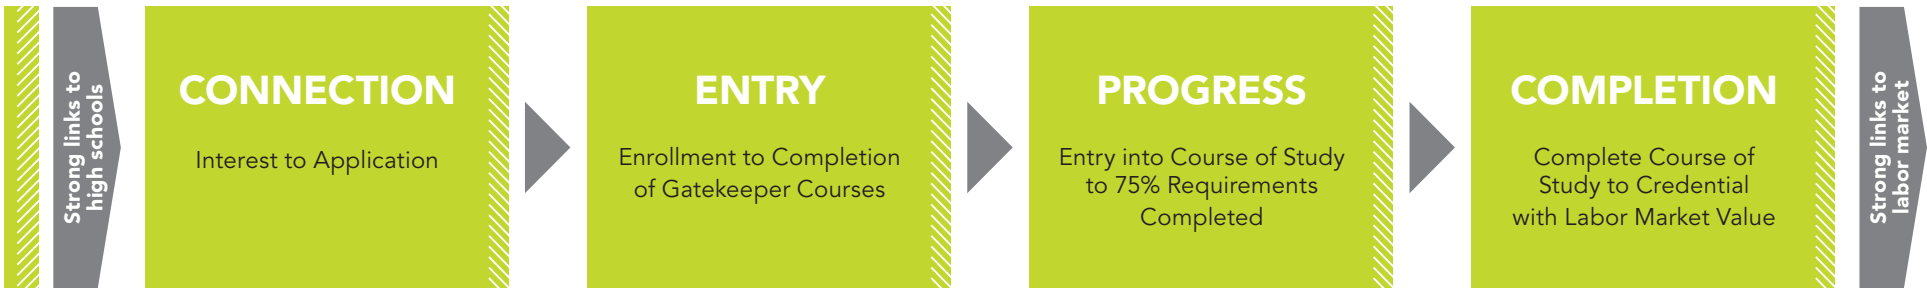 Strong links to
high schools
CONNECTION
Interest to Application
ENTRY
Enrollment to Completion
of Gatekeeper Courses
PROGRESS
Entry into Course of Study
to 75% Requirements
Completed
COMPLETION
Complete Course of
Study to Credential
with Labor Market Value
Strong links to
labor market